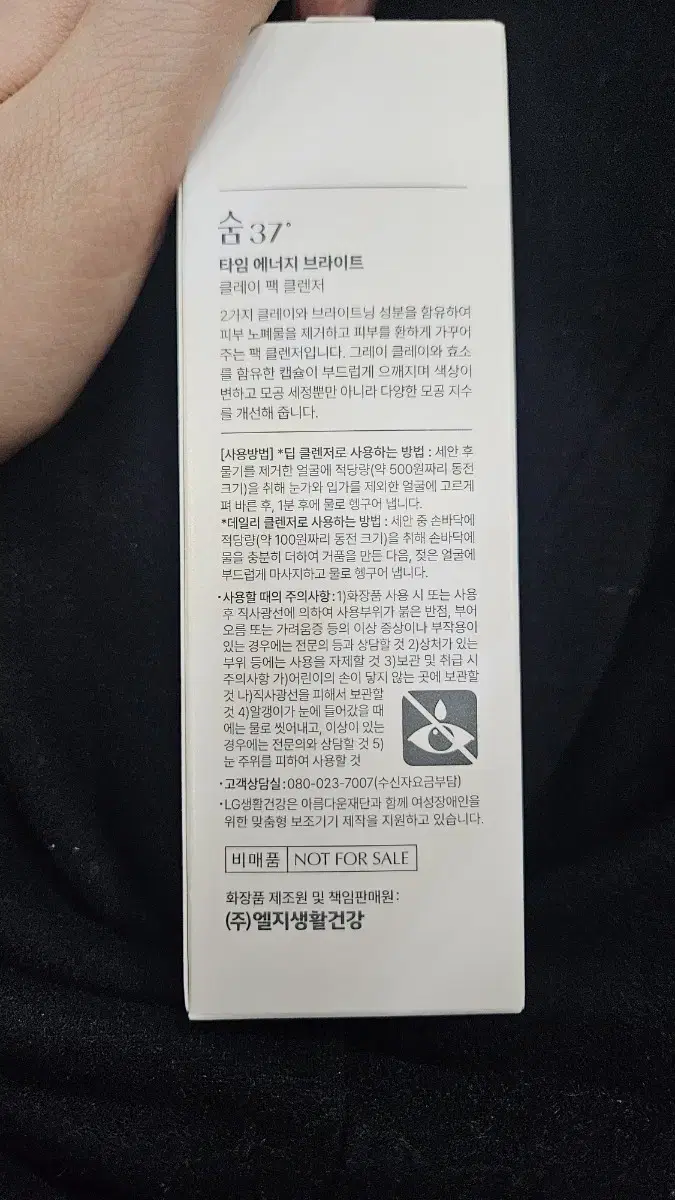 숨37°
타임 에너지 브라이트
클레이 팩 클렌저
2가지 클레이와 브라이트닝 성분을 함유하여
피부 노폐물을 제거하고 피부를 환하게 가꾸어
주는 팩 클렌저입니다. 그레이 클레이와 효소
를 함유한 캡슐이 부드럽게 으깨지며 색상이
변하고 모공 세정뿐만 아니라 다양한 모공 지수
를 개선해 줍니다.
[사용방법] *딥 클렌저로 사용하는 방법 : 세안 후
물기를 제거한 얼굴에 적당량(약 500원짜리 동전
크기)을 취해 눈가와 입가를 제외한 얼굴에 고르게
펴 바른 후, 1분 후에 물로 헹구어 냅니다.
*데일리 클렌저로 사용하는 방법 : 세안 중 손바닥에
적당량(약 100원짜리 동전 크기)을 취해 손바닥에
물을 충분히 더하여 거품을 만든 다음, 젖은 얼굴에
부드럽게 마사지하고 물로 헹구어 냅니다.
·사용할 때의 주의사항:1)화장품 사용 시 또는 사용
후 직사광선에 의하여 사용부위가 붉은 반점, 부어
오름 또는 가려움증 등의 이상 증상이나 부작용이
있는 경우에는 전문의 등과 상담할 것 2)상처가 있는
부위 등에는 사용을 자제할 것 3)보관 및 취급 시
주의사항 가)어린이의 손이 닿지 않는 곳에 보관할
것 나)직사광선을 피해서 보관할
것 4)알갱이가 눈에 들어갔을 때
에는 물로 씻어내고, 이상이 있는
경우에는 전문의와 상담할 것 5)
눈 주위를 피하여 사용할 것
·고객상담실:080-023-7007(수신자요금부담)
·LG생활건강은 아름다운재단과 함께 여성장애인을
위한 맞춤형 보조기기 제작을 지원하고 있습니다.
비매품 NOT FOR SALE
화장품 제조원 및 책임판매원:
(주)엘지생활건강